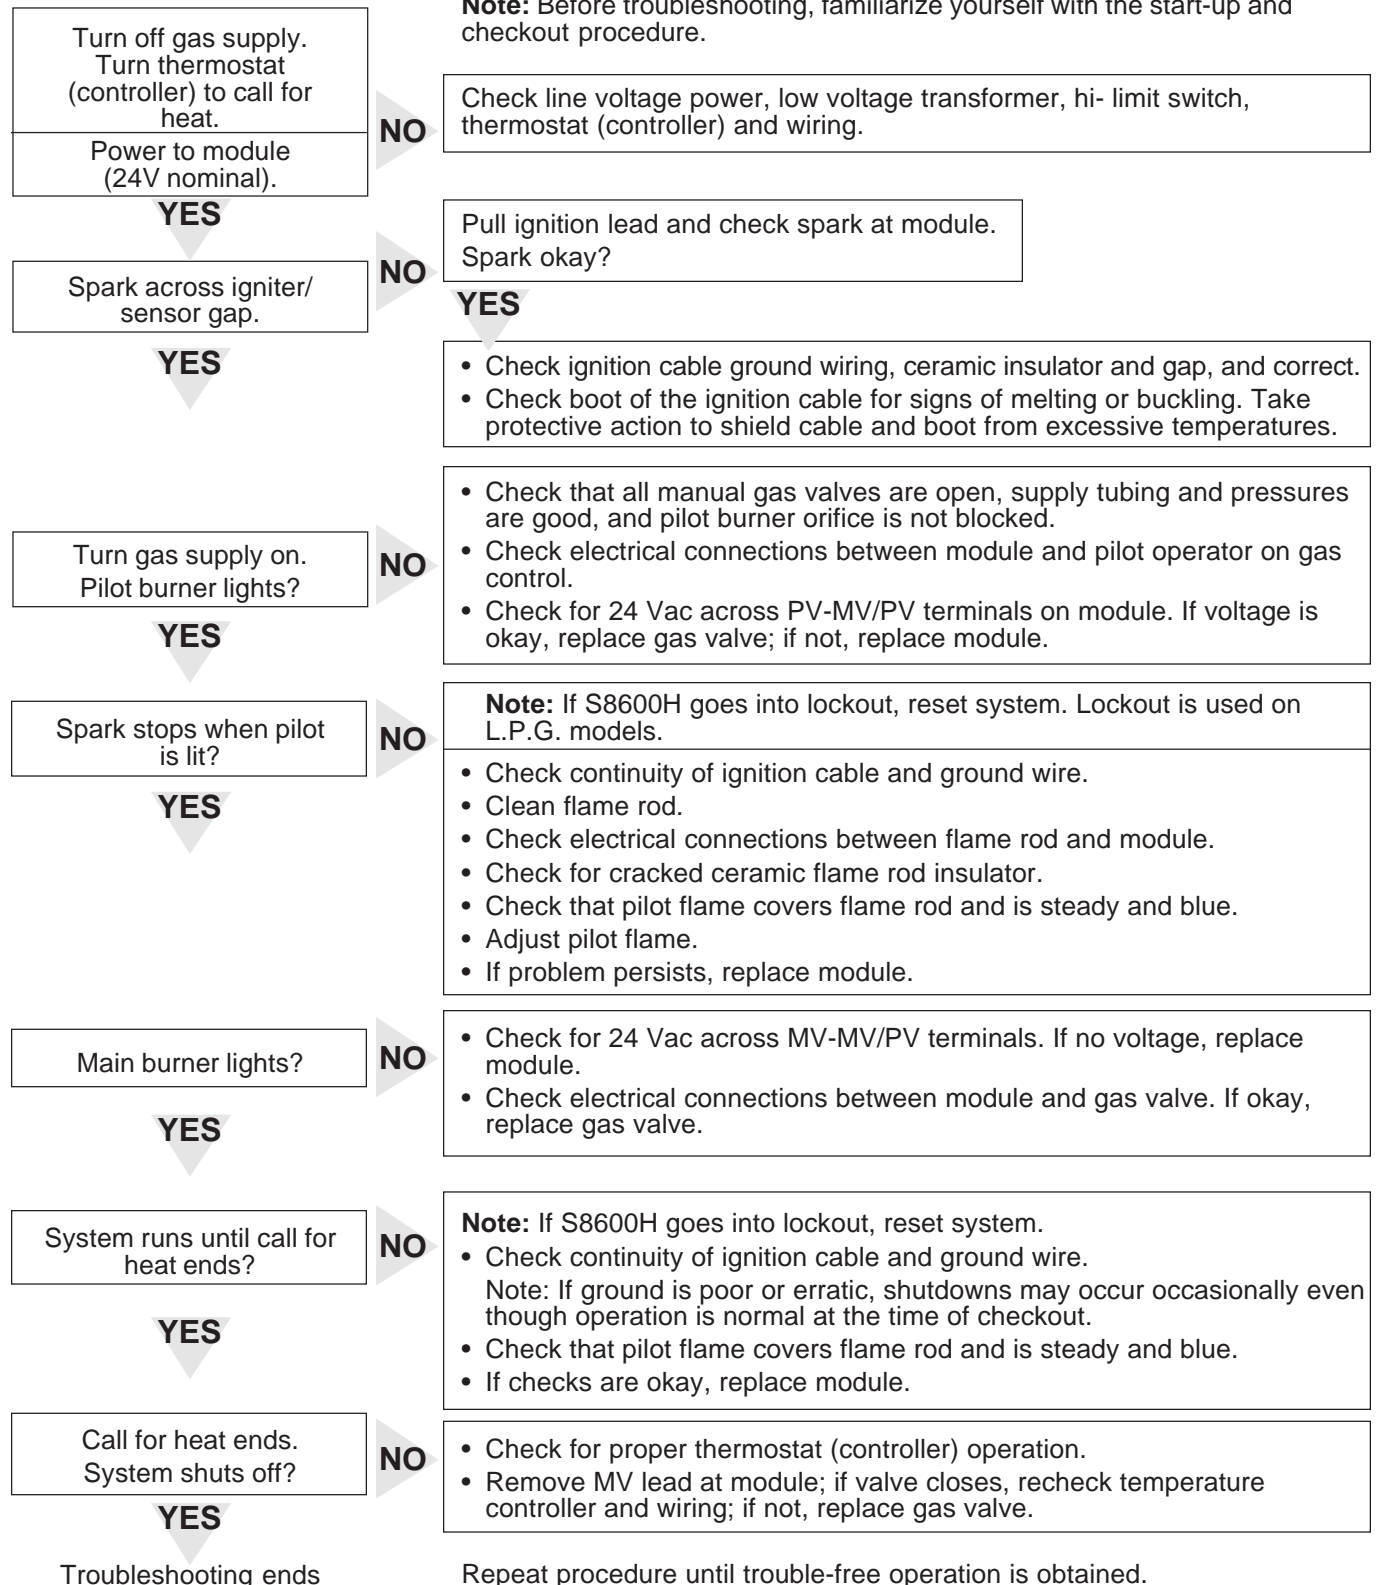 Note: Before troubleshooting, familiarize yourself with the start-up and
checkout procedure.
Turn off gas supply.
Turn thermostat
(controller) to call for
heat.
Power to module
(24V nominal).
NO
Check line voltage power, low voltage transformer, hi- limit switch,
thermostat (controller) and wiring.
YES
Spark across igniter/
sensor gap.
NO
Pull ignition lead and check spark at module.
Spark okay?
YES
• Check ignition cable ground wiring, ceramic insulator and gap, and correct.
• Check boot of the ignition cable for signs of melting or buckling. Take
protective action to shield cable and boot from excessive temperatures.
YES
Turn gas supply on.
Pilot burner lights?
NO
• Check that all manual gas valves are open, supply tubing and pressures
are good, and pilot burner orifice is not blocked.
• Check electrical connections between module and pilot operator on gas
control.
• Check for 24 Vac across PV-MV/PV terminals on module. If voltage is
okay, replace gas valve; if not, replace module.
YES
Spark stops when pilot
is lit?
NO
Note: If S8600H goes into lockout, reset system. Lockout is used on
L.P.G. models.
• Check continuity of ignition cable and ground wire.
• Clean flame rod.
• Check electrical connections between flame rod and module.
• Check for cracked ceramic flame rod insulator.
• Check that pilot flame covers flame rod and is steady and blue.
• Adjust pilot flame.
• If problem persists, replace module.
YES
Main burner lights?
NO
• Check for 24 Vac across MV-MV/PV terminals. If no voltage, replace
module.
• Check electrical connections between module and gas valve. If okay,
replace gas valve.
YES
System runs until call for
heat ends?
NO
Note: If S8600H goes into lockout, reset system.
• Check continuity of ignition cable and ground wire.
Note: If ground is poor or erratic, shutdowns may occur occasionally even
though operation is normal at the time of checkout.
• Check that pilot flame covers flame rod and is steady and blue.
• If checks are okay, replace module.
YES
Call for heat ends.
System shuts off?
NO
• Check for proper thermostat (controller) operation.
• Remove MV lead at module; if valve closes, recheck temperature
controller and wiring; if not, replace gas valve.
YES
Troubleshooting ends
Repeat procedure until trouble-free operation is obtained.